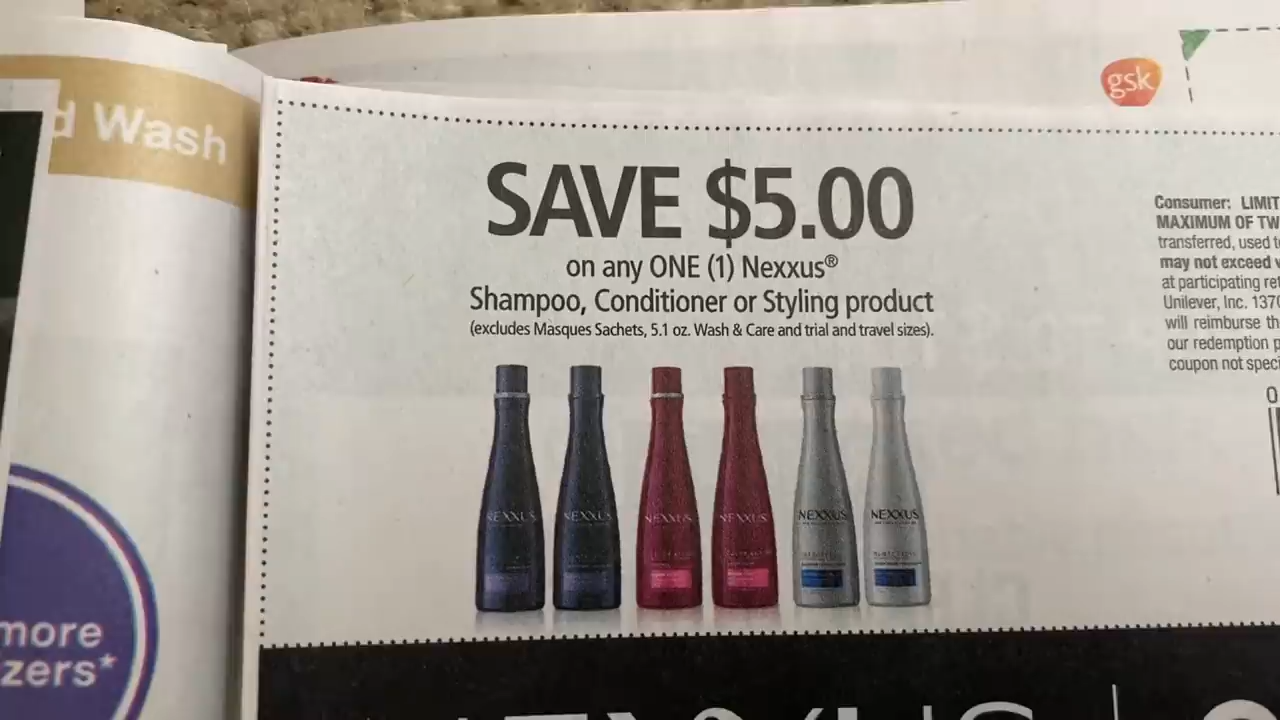 d Wash
gsk
SAVE $5.00
on any ONE (1) Nexxus®
Shampoo, Conditioner or Styling product
(excludes Masques Sachets, 5.1 oz. Wash & Care and trial and travel sizes).
Consumer: LIMIT
MAXIMUM OF TW
transferred, used t
may not exceed v
at participating ret
Unilever, Inc. 1370
will reimburse th
our redemption p
coupon not speci
NEXXUS NEXXUS NEXXUS NEXXUS NEXXUS NEXXUS
more
zers*